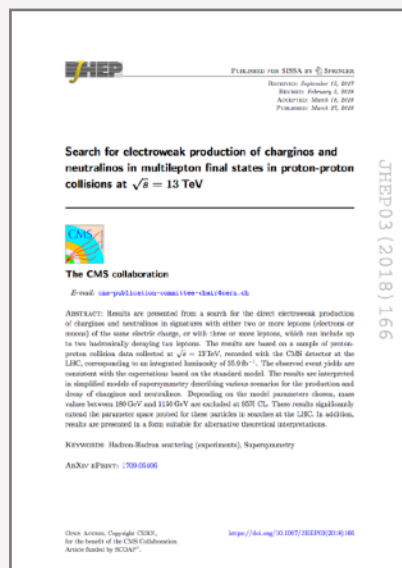 JHEP
PUBLISHED FOR SISSA BY Springer
RECEIVED: September 15, 2017
REVISED: February 5, 2018
ACCEPTED: March 18, 2018
PUBLISHED: March 27, 2018
Search for electroweak production of charginos and
neutralinos in multilepton final states in proton-proton
collisions at √s = 13 TeV
CMS
The CMS collaboration
E-mail: cms-publication-committee-chair@cern.ch
ABSTRACT: Results are presented from a search for the direct electroweak production
of charginos and neutralinos in signatures with either two or more leptons (electrons or
muons) of the same electric charge, or with three or more leptons, which can include up
to two hadronically decaying tau leptons. The results are based on a sample of proton-
proton collision data collected at √s = 13 TeV, recorded with the CMS detector at the
LHC, corresponding to an integrated luminosity of 35.9 fb⁻¹. The observed event yields are
consistent with the expectations based on the standard model. The results are interpreted
in simplified models of supersymmetry describing various scenarios for the production and
decay of charginos and neutralinos. Depending on the model parameters chosen, mass
values between 180 GeV and 1150 GeV are excluded at 95% CL. These results significantly
extend the parameter space probed for these particles in searches at the LHC. In addition,
results are presented in a form suitable for alternative theoretical interpretations.
KEYWORDS: Hadron-Hadron scattering (experiments), Supersymmetry
ARXIV EPRINT: 1709.05406
OPEN ACCESS, Copyright CERN,
for the benefit of the CMS Collaboration.
Article funded by SCOAP³.
https://doi.org/10.1007/JHEP03(2018)166
JHEP03(2018)166